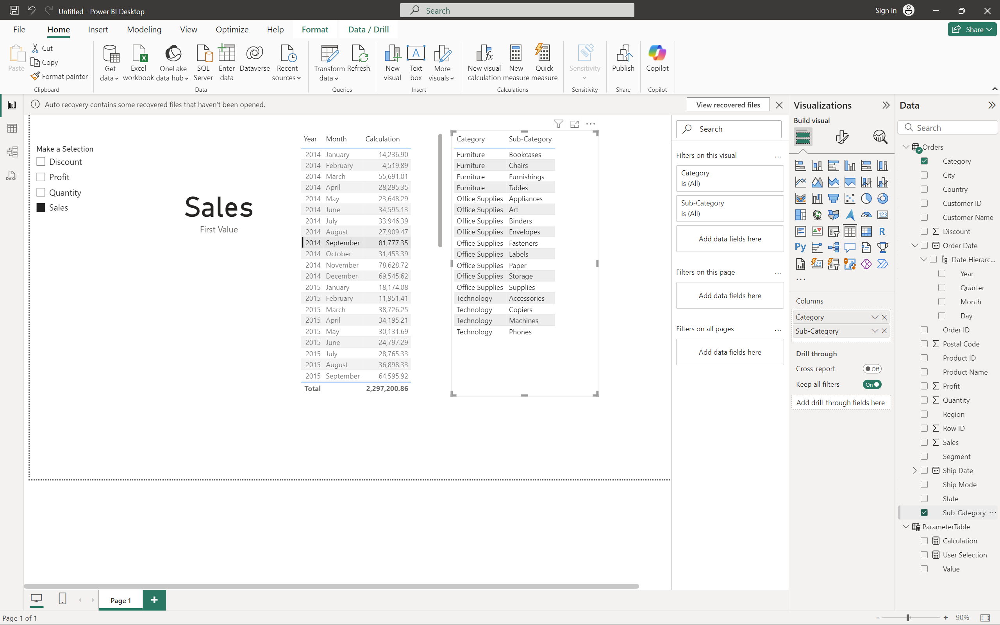 Untitled - Power BI Desktop
Search
Sign in
File Home Insert Modeling View Optimize Help Format Data / Drill
Share
Paste
Cut
Copy
Format painter
Clipboard
Get data
Excel workbook
OneLake data hub
SQL Server
Enter data
Dataverse
Recent sources
Data
Transform data
Refresh
Queries
New visual
Text box
More visuals
Insert
New visual calculation
New measure
Quick measure
Calculations
Sensitivity
Sensitivity
Publish
Share
Copilot
Copilot
Auto recovery contains some recovered files that haven't been opened.
View recovered files
Make a Selection
Discount
Profit
Quantity
Sales
Sales
First Value
Year Month Calculation
2014 January 14,236.90
2014 February 4,519.89
2014 March 55,691.01
2014 April 28,295.35
2014 May 23,648.29
2014 June 34,595.13
2014 July 33,946.39
2014 August 27,909.47
2014 September 81,777.35
2014 October 31,453.39
2014 November 78,628.72
2014 December 69,545.62
2015 January 18,174.08
2015 February 11,951.41
2015 March 38,726.25
2015 April 34,195.21
2015 May 30,131.69
2015 June 24,797.29
2015 July 28,765.33
2015 August 36,898.33
2015 September 64,595.92
Total 2,297,200.86
Category Sub-Category
Furniture Bookcases
Furniture Chairs
Furniture Furnishings
Furniture Tables
Office Supplies Appliances
Office Supplies Art
Office Supplies Binders
Office Supplies Envelopes
Office Supplies Fasteners
Office Supplies Labels
Office Supplies Paper
Office Supplies Storage
Office Supplies Supplies
Technology Accessories
Technology Copiers
Technology Machines
Technology Phones
Search
Filters on this visual
Category
is (All)
Sub-Category
is (All)
Add data fields here
Filters on this page
Add data fields here
Filters on all pages
Add data fields here
Visualizations
Build visual
123
R
Py
123
Columns
Category
Sub-Category
Drill through
Cross-report Off
Keep all filters On
Add drill-through fields here
Data
Search
Orders
Category
City
Country
Customer ID
Customer Name
Discount
Order Date
Date Hierarc...
Year
Quarter
Month
Day
Order ID
Postal Code
Product ID
Product Name
Profit
Quantity
Region
Row ID
Sales
Segment
Ship Date
Ship Mode
State
Sub-Category
ParameterTable
Calculation
User Selection
Value
DAX
Page 1
Page 1 of 1
90%